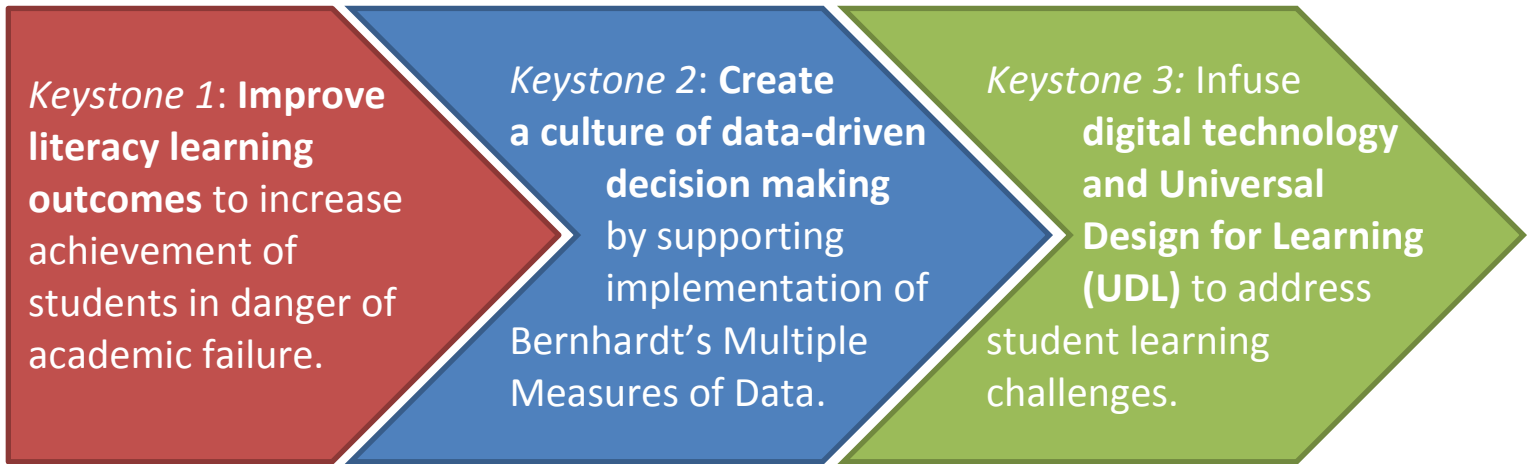 Keystone 1: Improve
literacy learning
outcomes to increase
achievement of
students in danger of
academic failure.
Keystone 2: Create
a culture of data-driven
decision making
by supporting
implementation of
Bernhardt’s Multiple
Measures of Data.
Keystone 3: Infuse
digital technology
and Universal
Design for Learning
(UDL) to address
student learning
challenges.